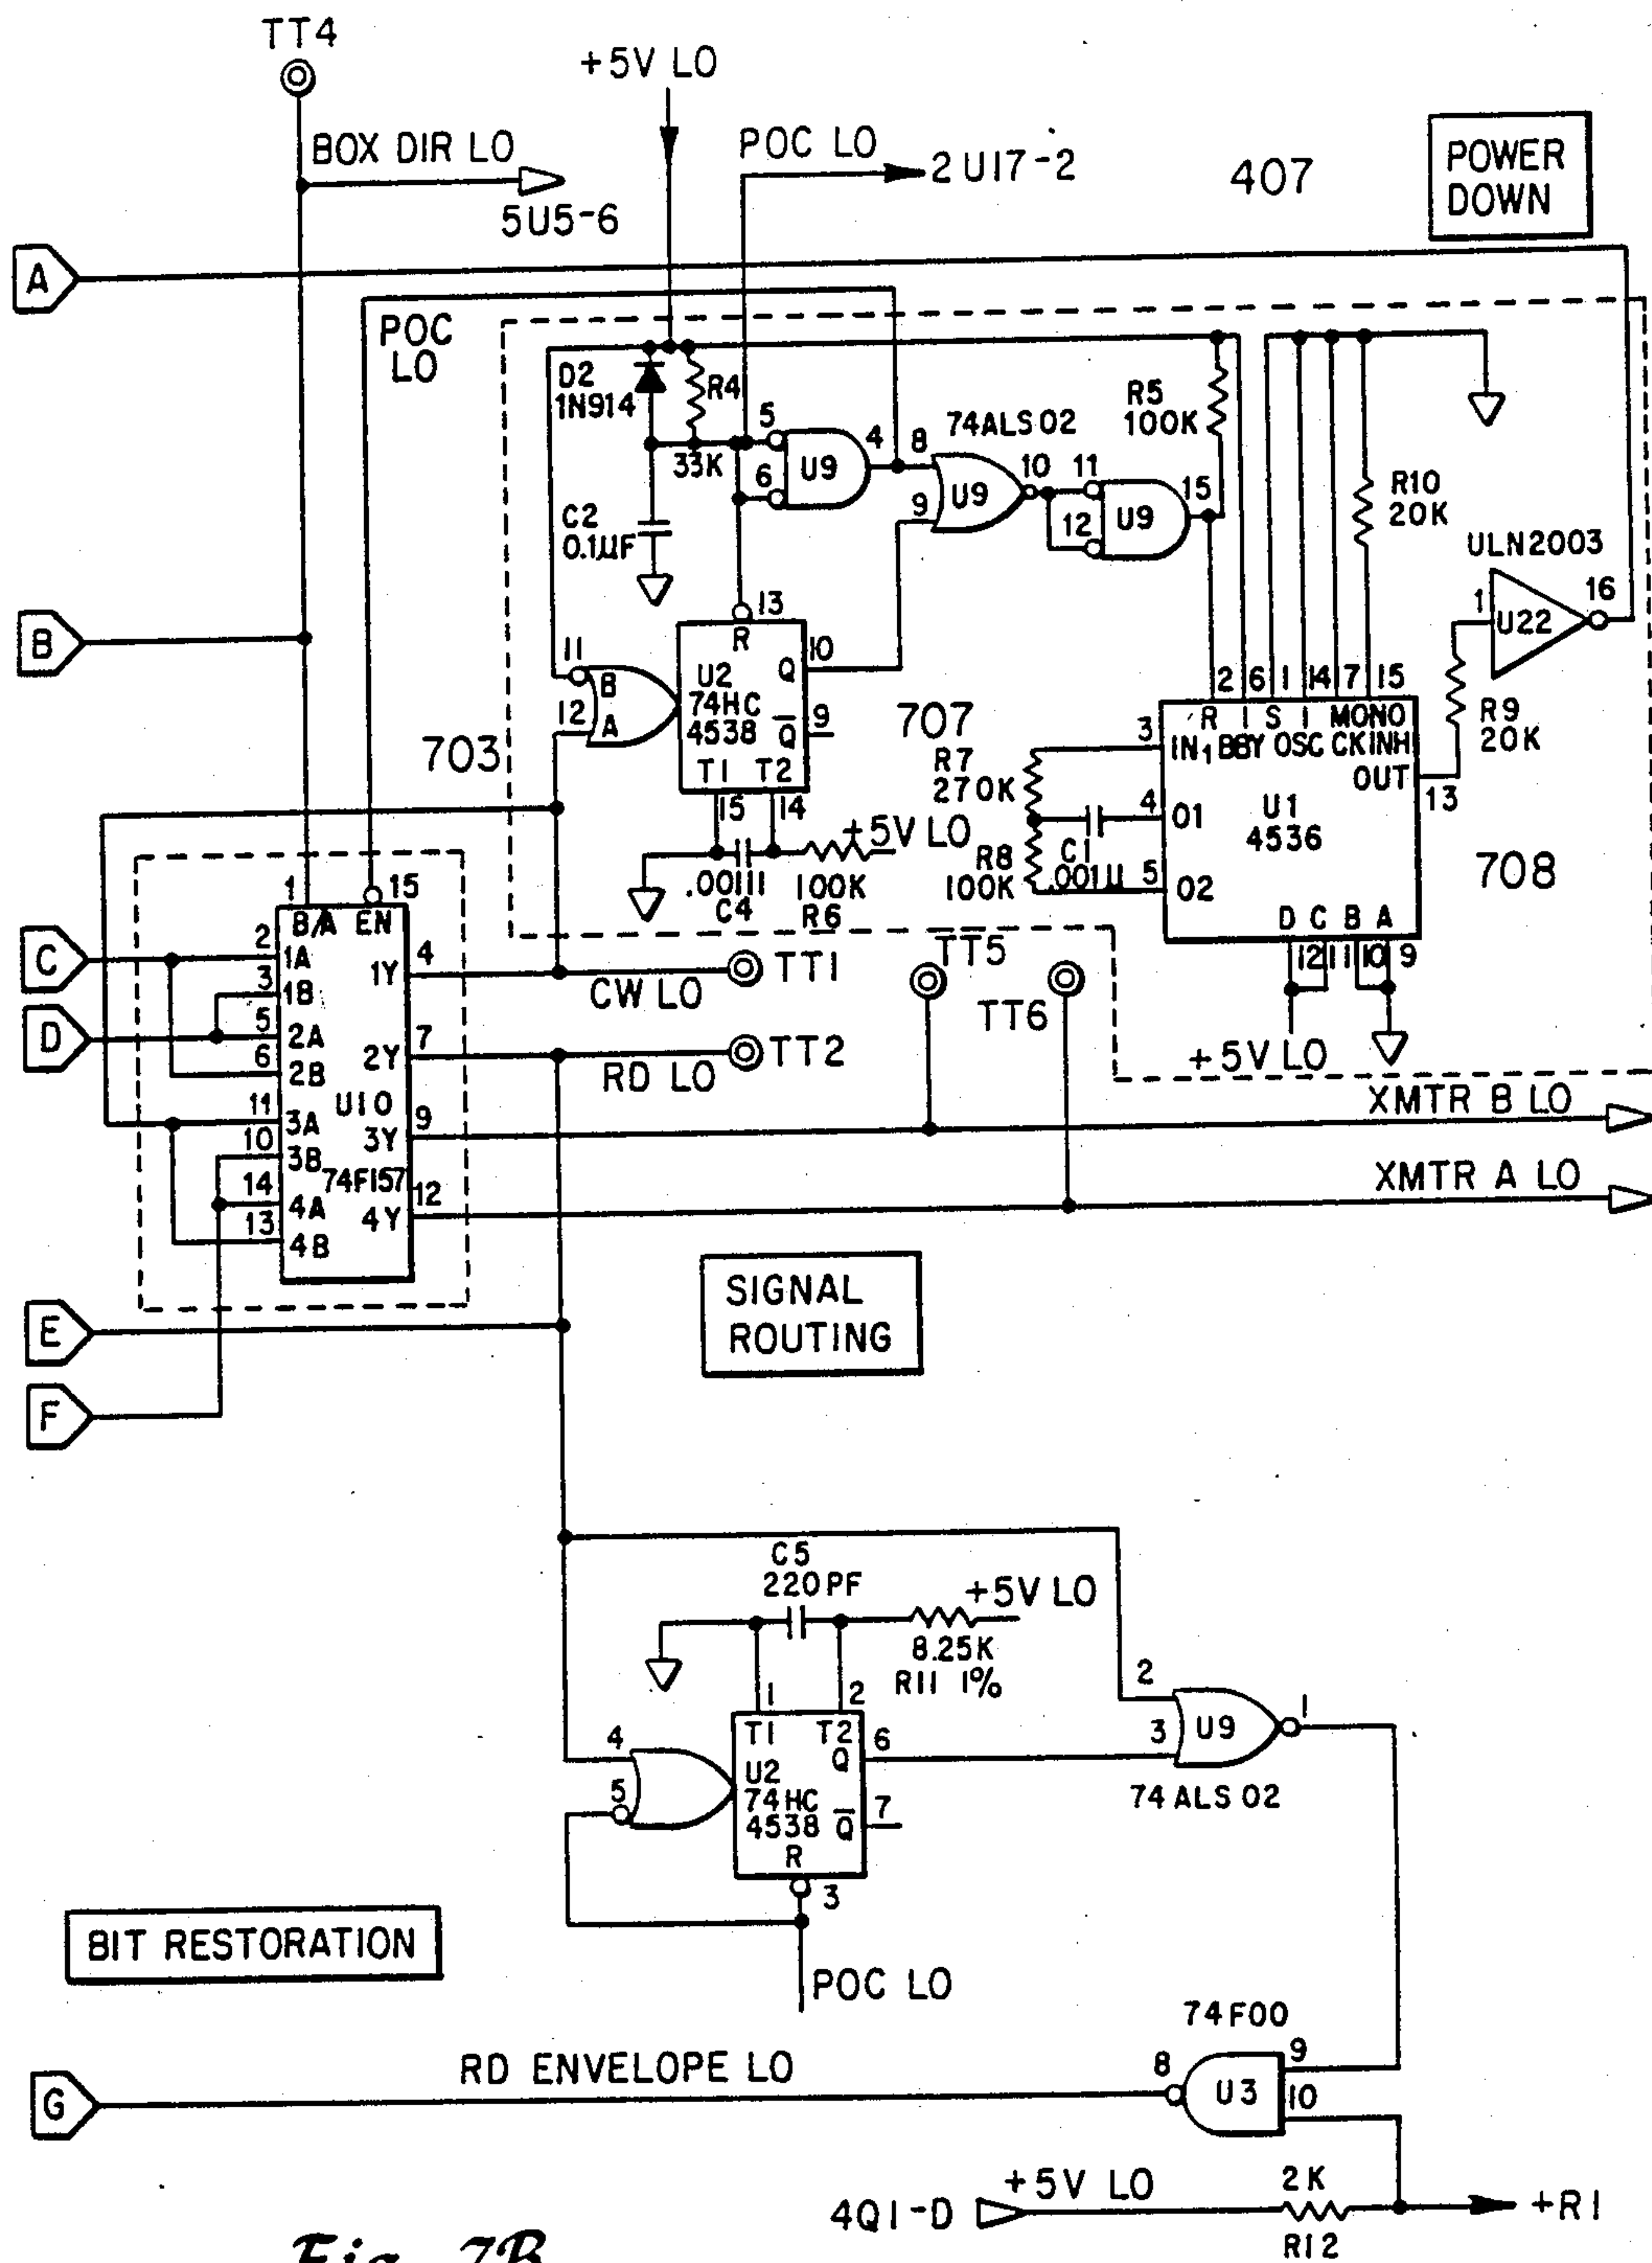 TT4
+5V LO
BOX DIR LO
POC LO
2U17-2
407
POWER
DOWN
5U5-6
A
POC
LO
D2
1N914
R4
33K
5
6
U9
4
8
9
74ALS02
U9
10
11
12
U9
15
R5
100K
R10
20K
C2
0.1µF
ULN2003
1
U22
16
B
13
R
11
B
12
A
U2
74HC
4538
Q
10
Q
9
T1 T2
15
14
703
707
2 6 1 14 7 15
R I S I MONO
3
IN1 BBY OSC CKINH
OUT
13
R7
270K
4
O1
U1
4536
R8
100K
C1
.001µ
5
O2
R9
20K
708
D C B A
12 11 10 9
+5V LO
+5V LO
100K
R6
C4
1
15
B/A EN
C
2
1A
3
1B
D
5
2A
6
2B
4
1Y
CW LO
TT1
7
2Y
RD LO
TT2
TT5
TT6
U10
11
3A
10
3B
9
3Y
XMTR B LO
74F157
14
4A
13
4B
12
4Y
XMTR A LO
SIGNAL
ROUTING
E
F
C5
220PF
+5V LO
8.25K
R11 1%
1
2
T1 T2
4
5
U2
74HC
4538
Q
6
Q
7
R
3
2
3
U9
1
74ALS02
BIT RESTORATION
POC LO
74F00
RD ENVELOPE LO
8
U3
9
10
G
4Q1-D
+5V LO
2K
R12
+R1
Fig. 7B